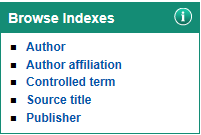 Browse Indexes
Author
Author affiliation
Controlled term
Source title
Publisher